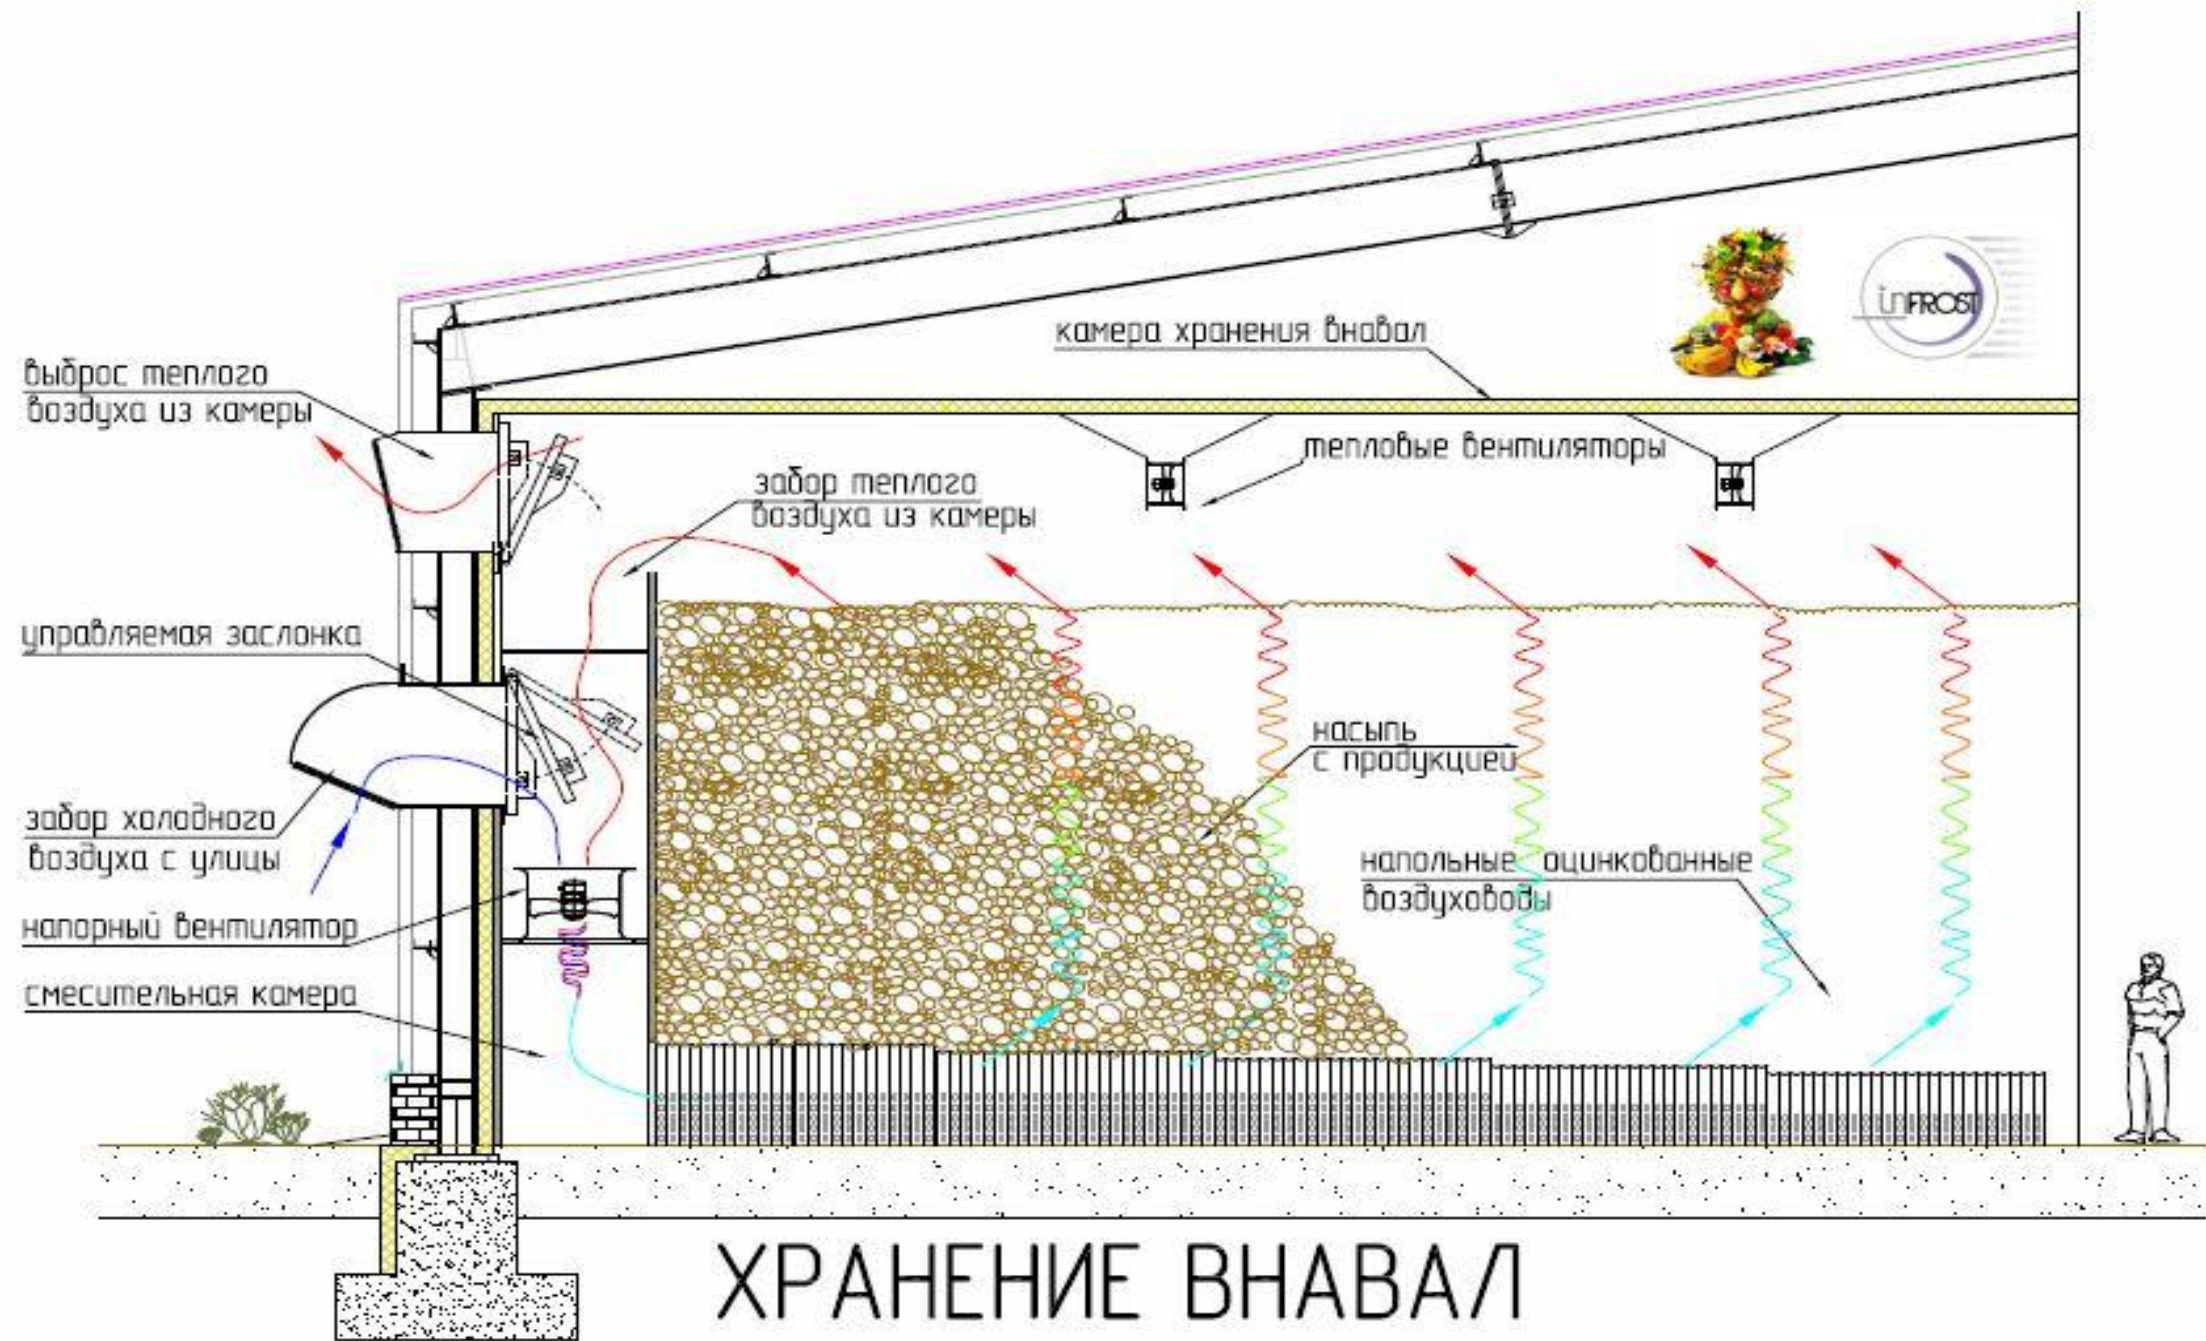 камера хранения внавал
выброс теплого
воздуха из камеры
inFROST
тепловые вентиляторы
забор теплого
воздуха из камеры
управляемая заслонка
насыпь
с продукцией
забор холодного
воздуха с улицы
напольные оцинкованные
воздуховоды
напорный вентилятор
смесительная камера
ХРАНЕНИЕ ВНАВАЛ